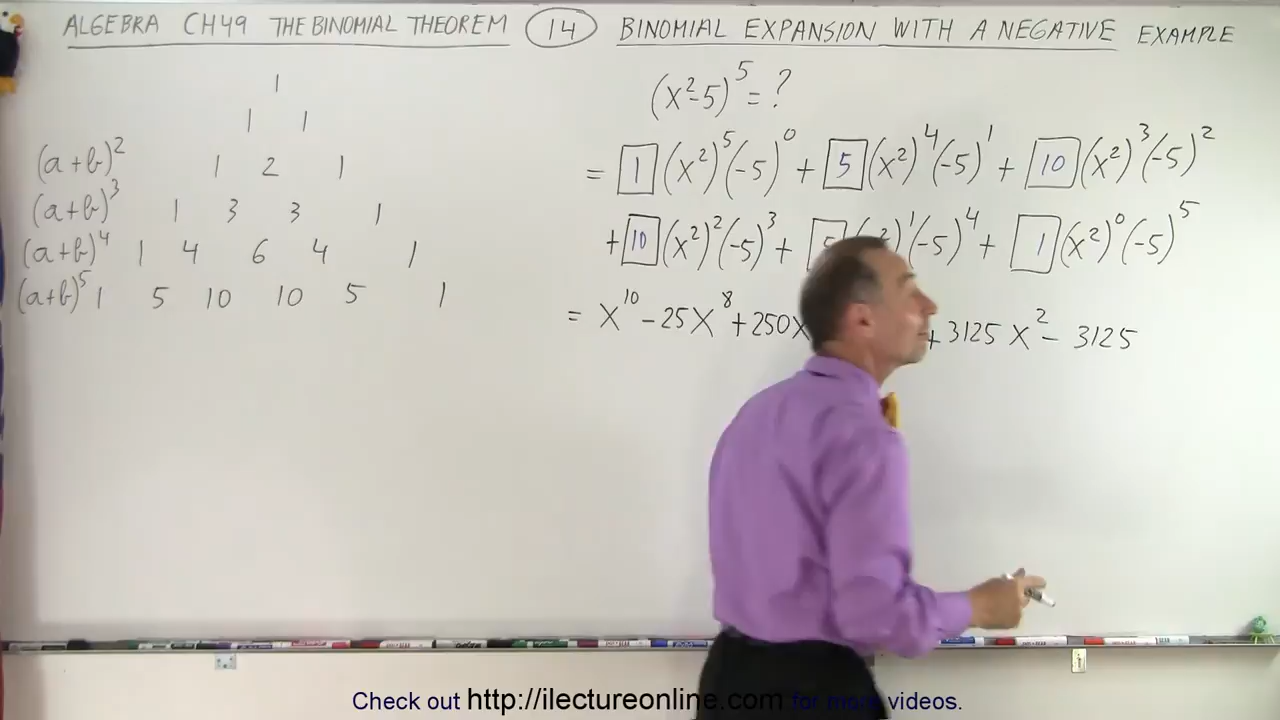 ALGEBRA CH49 THE BINOMIAL THEOREM 14 BINOMIAL EXPANSION WITH A NEGATIVE EXAMPLE
1
1 1
(a+b)² 1 2 1
(a+b)³ 1 3 3 1
(a+b)⁴ 1 4 6 4 1
(a+b)⁵ 1 5 10 10 5 1
(x²-5)⁵ = ?
= 1 (x²)⁵(-5)⁰ + 5 (x²)⁴(-5)¹ + 10 (x²)³(-5)²
+ 10 (x²)²(-5)³ + 5 (x²)¹(-5)⁴ + 1 (x²)⁰(-5)⁵
= x¹⁰ - 25x⁸ + 250x + 3125x² - 3125
Check out http://ilectureonline.com for more videos.